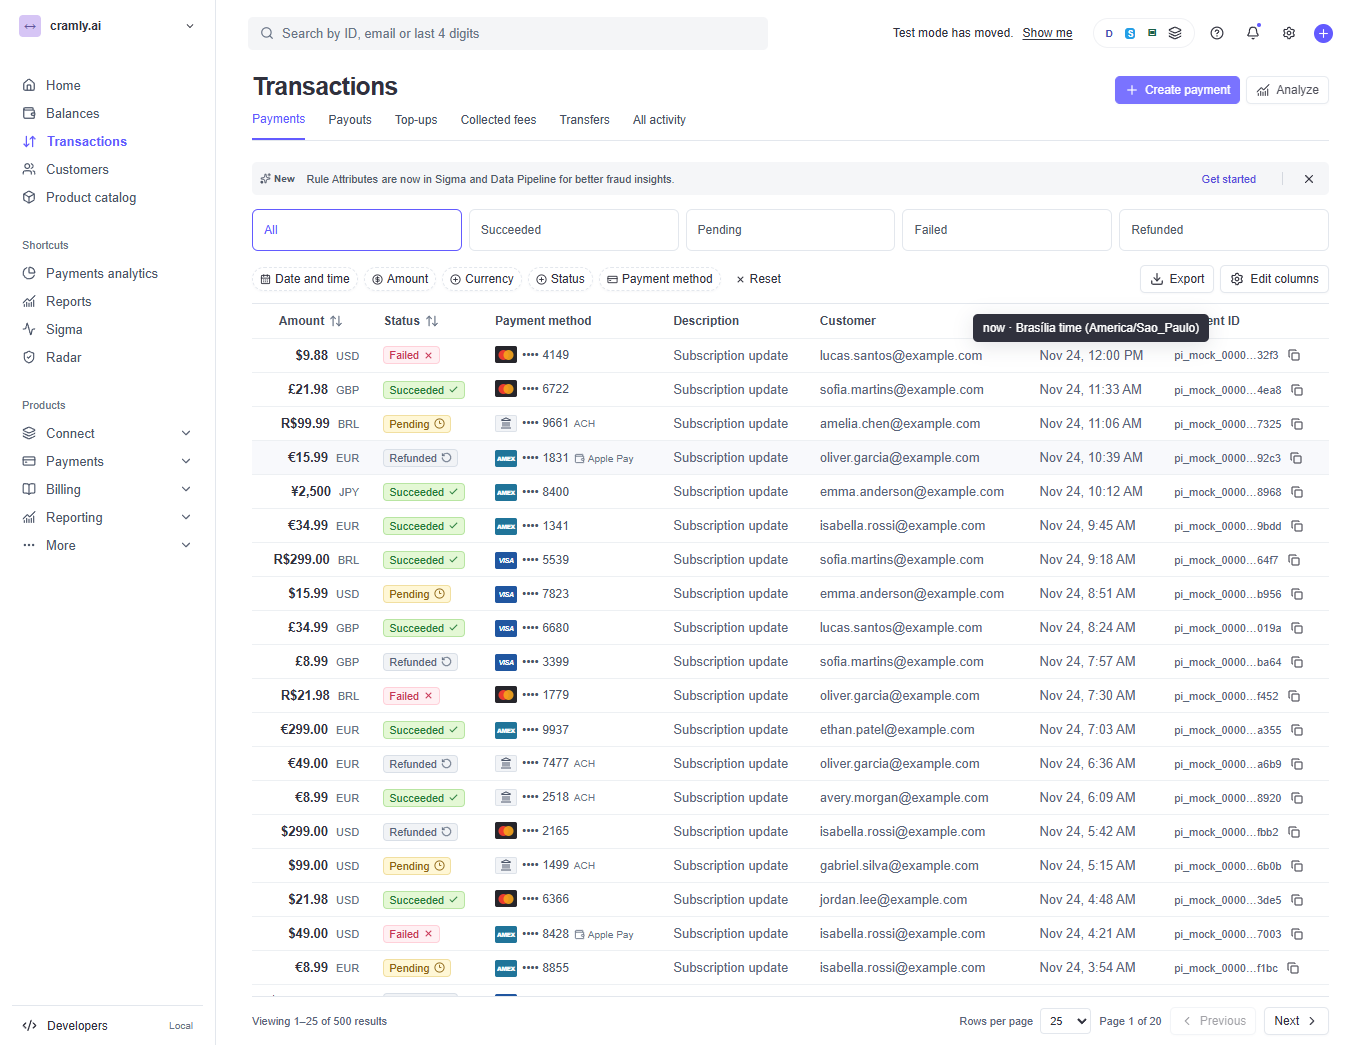 cramly.ai
Search by ID, email or last 4 digits
Test mode has moved. Show me
D S
Home
Balances
Transactions
Customers
Product catalog
Shortcuts
Payments analytics
Reports
Sigma
Radar
Products
Connect
Payments
Billing
Reporting
More
Developers Local
Transactions
Create payment
Analyze
Payments Payouts Top-ups Collected fees Transfers All activity
New Rule Attributes are now in Sigma and Data Pipeline for better fraud insights. Get started
All Succeeded Pending Failed Refunded
Date and time Amount Currency Status Payment method Reset Export Edit columns
Amount Status Payment method Description Customer ent ID
now - Brasília time (America/Sao_Paulo)
$9.88 USD Failed •••• 4149 Subscription update lucas.santos@example.com Nov 24, 12:00 PM pi_mock_0000…32f3
£21.98 GBP Succeeded •••• 6722 Subscription update sofia.martins@example.com Nov 24, 11:33 AM pi_mock_0000…4ea8
R$99.99 BRL Pending •••• 9661 ACH Subscription update amelia.chen@example.com Nov 24, 11:06 AM pi_mock_0000…7325
€15.99 EUR Refunded AMEX •••• 1831 Apple Pay Subscription update oliver.garcia@example.com Nov 24, 10:39 AM pi_mock_0000…92c3
¥2,500 JPY Succeeded AMEX •••• 8400 Subscription update emma.anderson@example.com Nov 24, 10:12 AM pi_mock_0000…8968
€34.99 EUR Succeeded AMEX •••• 1341 Subscription update isabella.rossi@example.com Nov 24, 9:45 AM pi_mock_0000…9bdd
R$299.00 BRL Succeeded VISA •••• 5539 Subscription update sofia.martins@example.com Nov 24, 9:18 AM pi_mock_0000…64f7
$15.99 USD Pending VISA •••• 7823 Subscription update emma.anderson@example.com Nov 24, 8:51 AM pi_mock_0000…b956
£34.99 GBP Succeeded VISA •••• 6680 Subscription update lucas.santos@example.com Nov 24, 8:24 AM pi_mock_0000…019a
£8.99 GBP Refunded VISA •••• 3399 Subscription update sofia.martins@example.com Nov 24, 7:57 AM pi_mock_0000…ba64
R$21.98 BRL Failed •••• 1779 Subscription update oliver.garcia@example.com Nov 24, 7:30 AM pi_mock_0000…f452
€299.00 EUR Succeeded AMEX •••• 9937 Subscription update ethan.patel@example.com Nov 24, 7:03 AM pi_mock_0000…a355
€49.00 EUR Refunded •••• 7477 ACH Subscription update oliver.garcia@example.com Nov 24, 6:36 AM pi_mock_0000…a6b9
€8.99 EUR Succeeded •••• 2518 ACH Subscription update avery.morgan@example.com Nov 24, 6:09 AM pi_mock_0000…8920
$299.00 USD Refunded •••• 2165 Subscription update isabella.rossi@example.com Nov 24, 5:42 AM pi_mock_0000…fbb2
$99.00 USD Pending •••• 1499 ACH Subscription update gabriel.silva@example.com Nov 24, 5:15 AM pi_mock_0000…6b0b
$21.98 USD Succeeded •••• 6366 Subscription update jordan.lee@example.com Nov 24, 4:48 AM pi_mock_0000…3de5
$49.00 USD Failed AMEX •••• 8428 Apple Pay Subscription update isabella.rossi@example.com Nov 24, 4:21 AM pi_mock_0000…7003
€8.99 EUR Pending AMEX •••• 8855 Subscription update isabella.rossi@example.com Nov 24, 3:54 AM pi_mock_0000…f1bc
Viewing 1–25 of 500 results Rows per page 25 Page 1 of 20 Previous Next